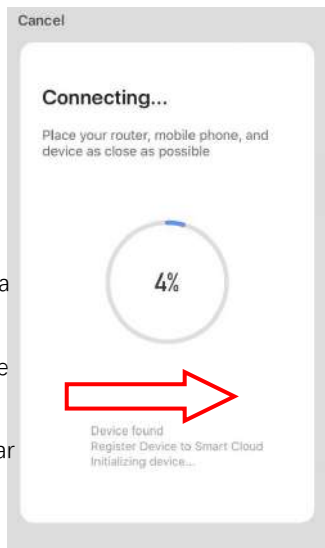 Cancel
Connecting...
Place your router, mobile phone, and
device as close as possible
a
4%
e
Device found
ar
Register Device to Smart Cloud
Initializing device...